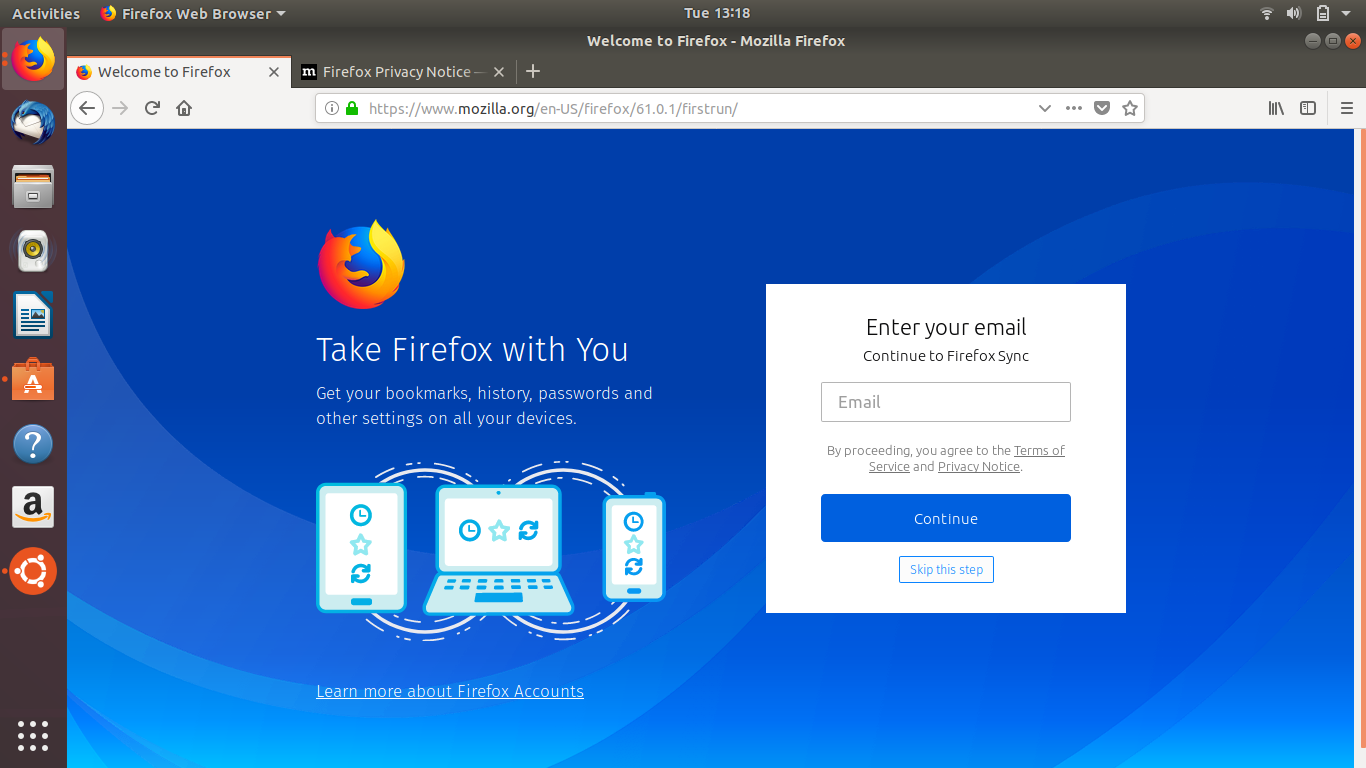 Activities Firefox Web Browser Tue 13:18
Welcome to Firefox - Mozilla Firefox
Welcome to Firefox Firefox Privacy Notice —
https://www.mozilla.org/en-US/firefox/61.0.1/firstrun/
Take Firefox with You
Get your bookmarks, history, passwords and
other settings on all your devices.
Learn more about Firefox Accounts
Enter your email
Continue to Firefox Sync
Email
By proceeding, you agree to the Terms of
Service and Privacy Notice.
Continue
Skip this step